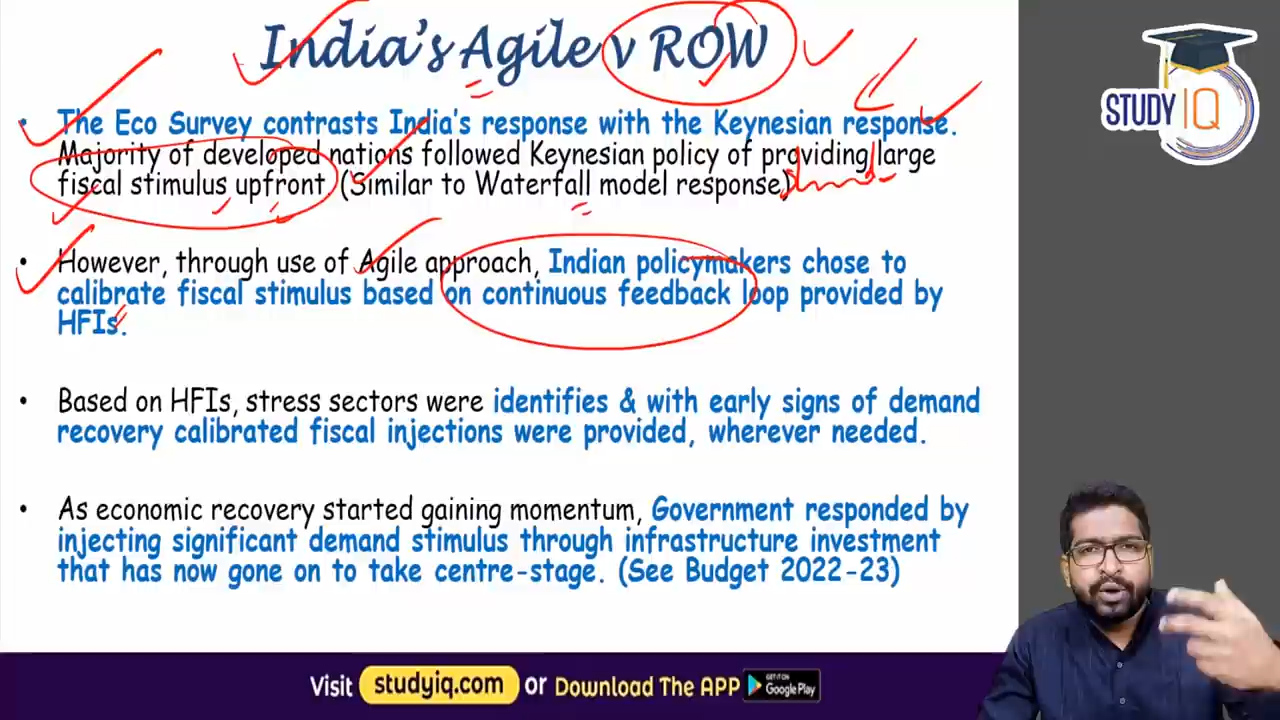 India's Agile v ROW
STUDY IQ
• The Eco Survey contrasts India's response with the Keynesian response.
Majority of developed nations followed Keynesian policy of providing large
fiscal stimulus upfront. (Similar to Waterfall model response)
• However, through use of Agile approach, Indian policymakers chose to
calibrate fiscal stimulus based on continuous feedback loop provided by
HFIs.
• Based on HFIs, stress sectors were identifies & with early signs of demand
recovery calibrated fiscal injections were provided, wherever needed.
• As economic recovery started gaining momentum, Government responded by
injecting significant demand stimulus through infrastructure investment
that has now gone on to take centre-stage. (See Budget 2022-23)
Visit studyiq.com or Download The APP GET IT ON Google Play